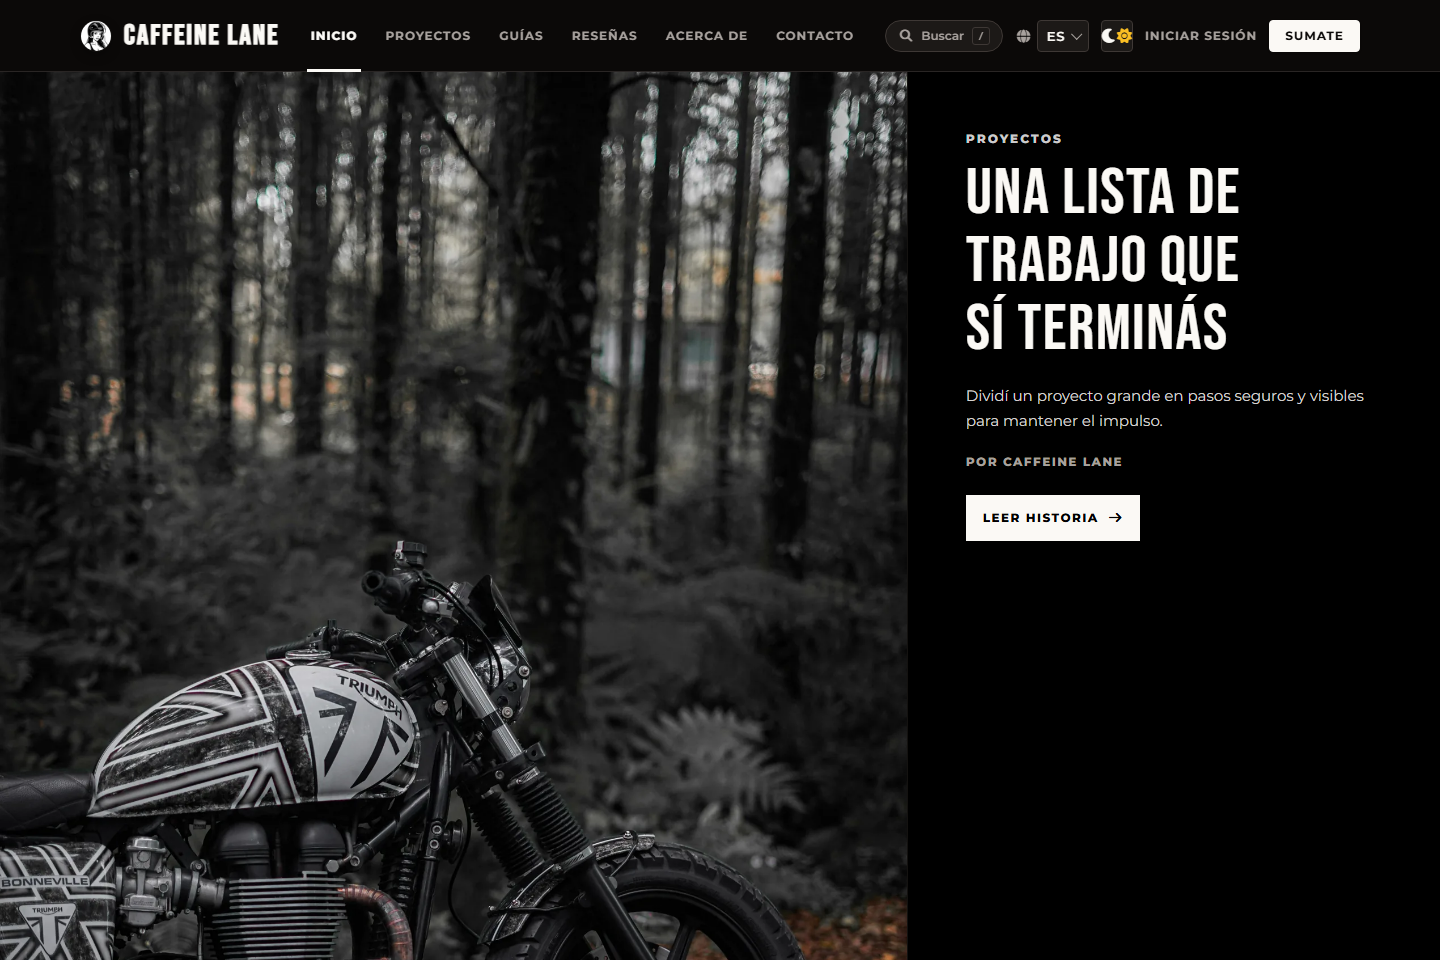 CAFFEINE LANE
INICIO
PROYECTOS
GUÍAS
RESEÑAS
ACERCA DE
CONTACTO
Buscar /
ES
INICIAR SESIÓN
SUMATE
PROYECTOS
UNA LISTA DE
TRABAJO QUE
SÍ TERMINÁS
Dividí un proyecto grande en pasos seguros y visibles
para mantener el impulso.
POR CAFFEINE LANE
LEER HISTORIA
TRIUMPH
BONNEVILLE
TRIUMPH